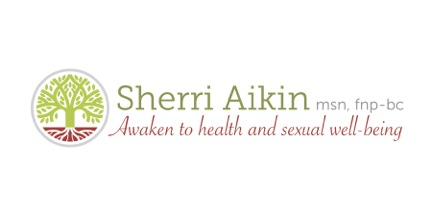 Sherri Aikin msn, fnp-bc
Awaken to health and sexual well-being